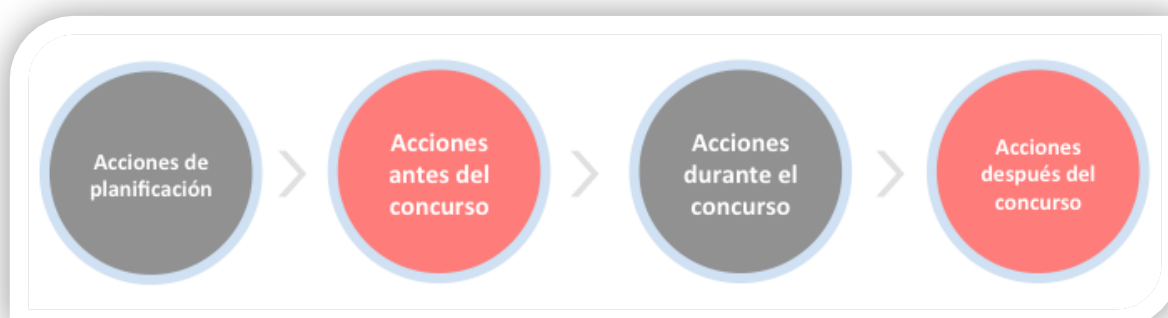 Acciones de
planificación
Acciones
antes del
concurso
Acciones
durante el
concurso
Acciones
después del
concurso